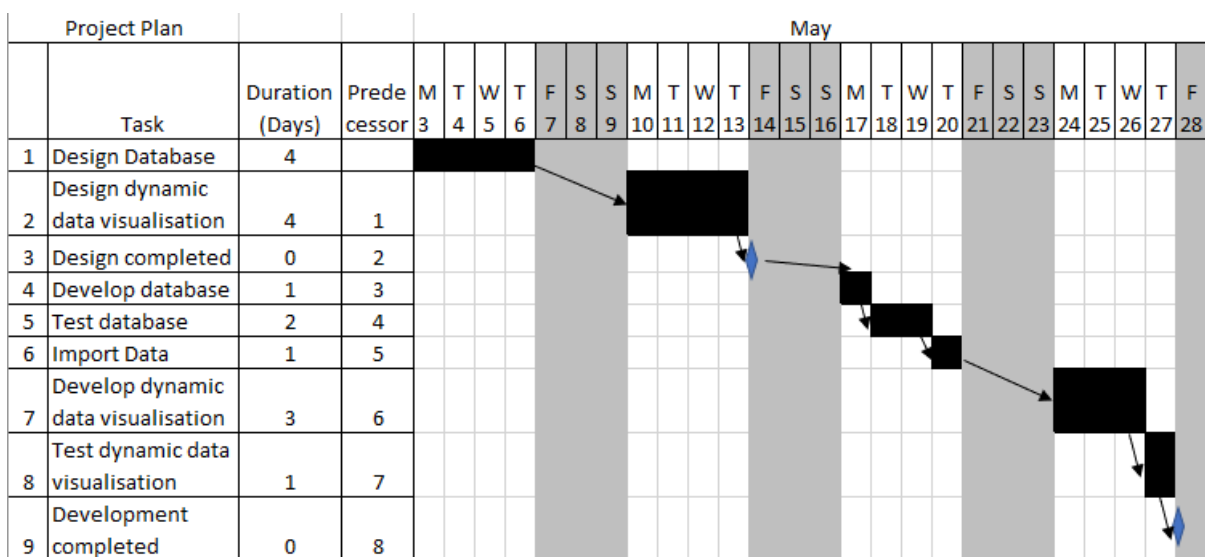 Project Plan May
M T W T F S S M T W T F S S M T W T F S S M T W T F
Duration Prede
Task (Days) cessor 3 4 5 6 7 8 9 10 11 12 13 14 15 16 17 18 19 20 21 22 23 24 25 26 27 28
1 Design Database 4
Design dynamic
2 data visualisation 4 1
3 Design completed 0 2
4 Develop database 1 3
5 Test database 2 4
6 Import Data 1 5
Develop dynamic
7 data visualisation 3 6
Test dynamic data
8 visualisation 1 7
Development
9 completed 0 8